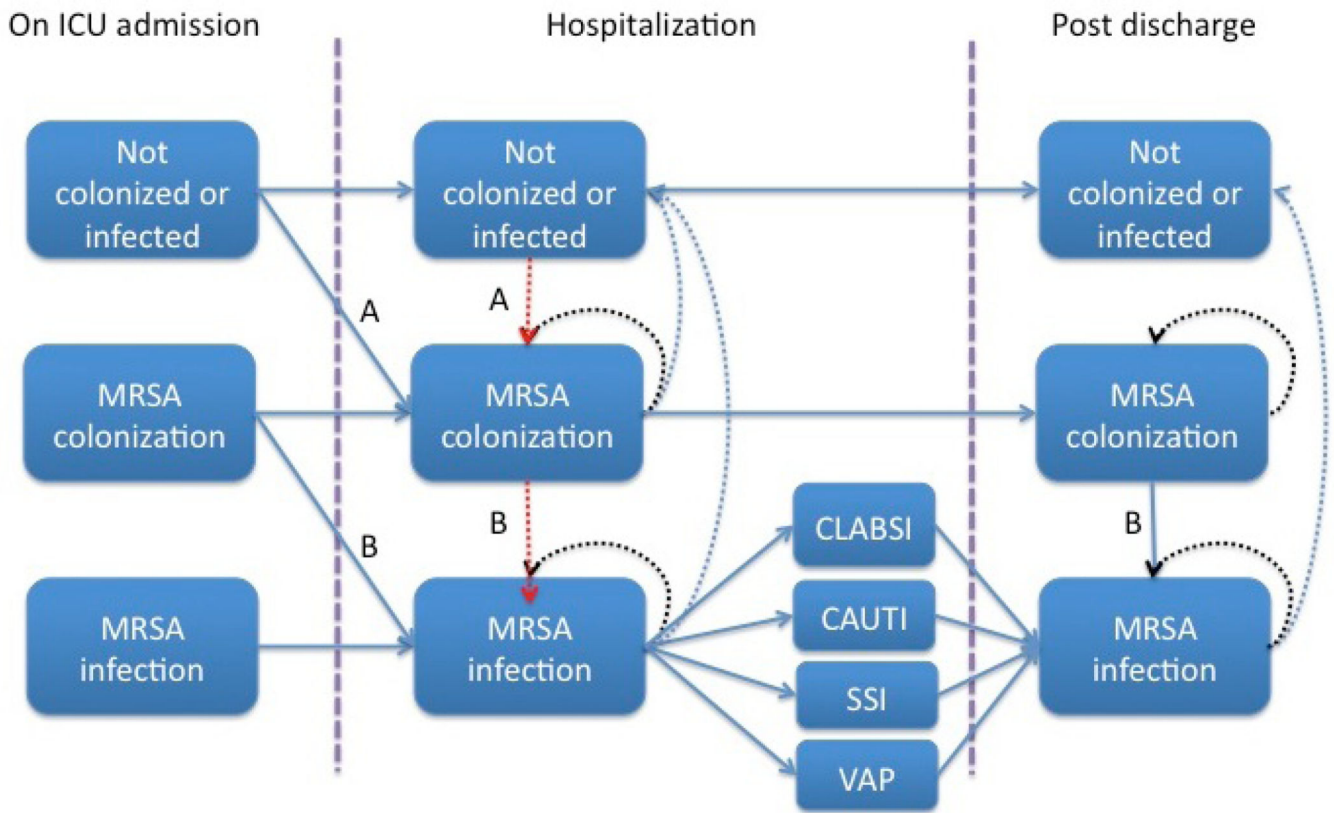 On ICU admission
Hospitalization
Post discharge
Not
colonized or
infected
Not
colonized or
infected
Not
colonized or
infected
A
A
MRSA
colonization
MRSA
colonization
MRSA
colonization
B
B
B
CLABSI
CAUTI
SSI
VAP
MRSA
infection
MRSA
infection
MRSA
infection